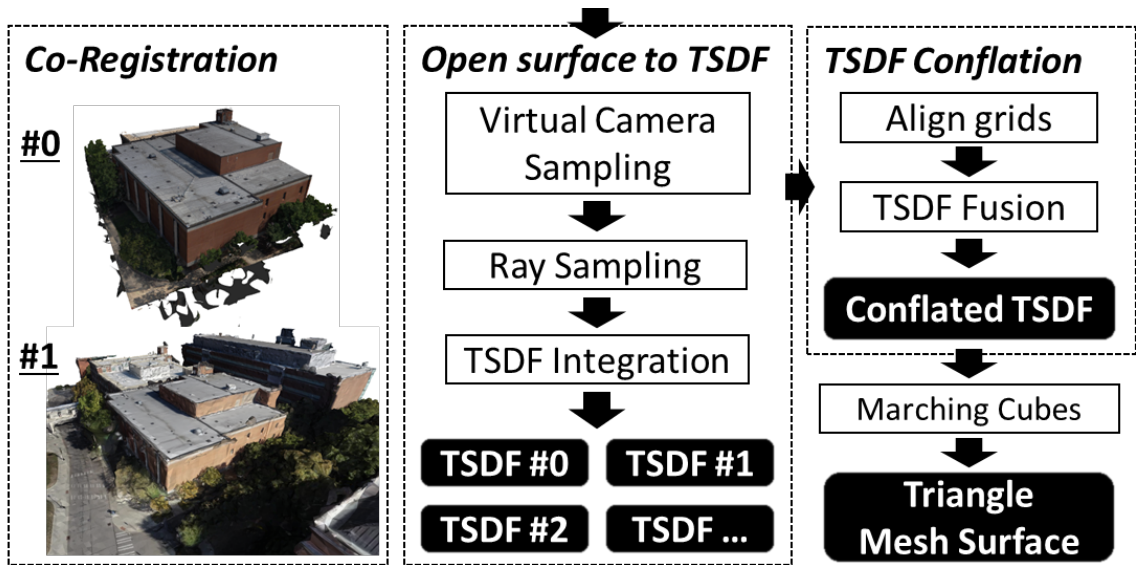 Co-Registration
#0
#1
Open surface to TSDF
Virtual Camera
Sampling
Ray Sampling
TSDF Integration
TSDF #0
TSDF #1
TSDF #2
TSDF ...
TSDF Conflation
Align grids
TSDF Fusion
Conflated TSDF
Marching Cubes
Triangle
Mesh Surface